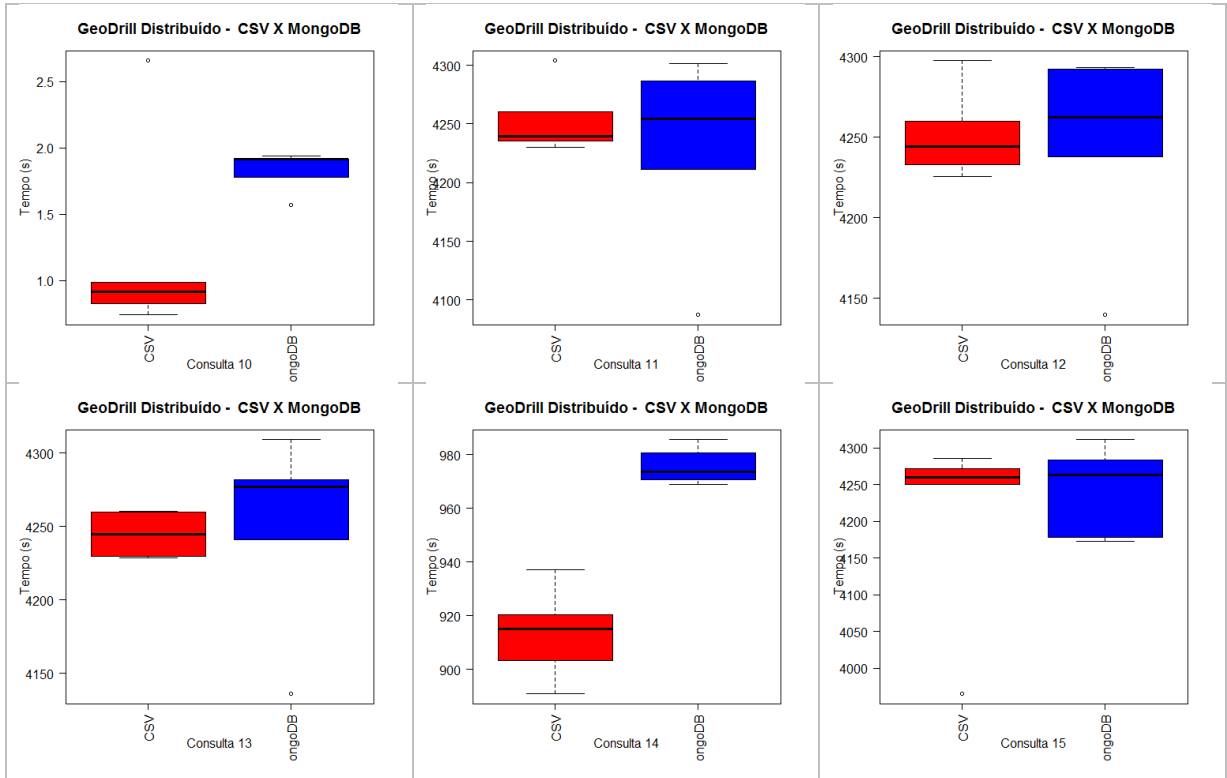 GeoDrill Distribuído - CSV X MongoDB
Tempo (s)
2.5
2.0
1.5
1.0
CSV
ongoDB
Consulta 10
GeoDrill Distribuído - CSV X MongoDB
Tempo (s)
4300
4250
4200
4150
4100
CSV
ongoDB
Consulta 11
GeoDrill Distribuído - CSV X MongoDB
Tempo (s)
4300
4250
4200
4150
CSV
ongoDB
Consulta 12
GeoDrill Distribuído - CSV X MongoDB
Tempo (s)
4300
4250
4200
4150
CSV
ongoDB
Consulta 13
GeoDrill Distribuído - CSV X MongoDB
Tempo (s)
980
960
940
920
900
CSV
ongoDB
Consulta 14
GeoDrill Distribuído - CSV X MongoDB
Tempo (s)
4300
4250
4200
4150
4100
4050
4000
CSV
ongoDB
Consulta 15